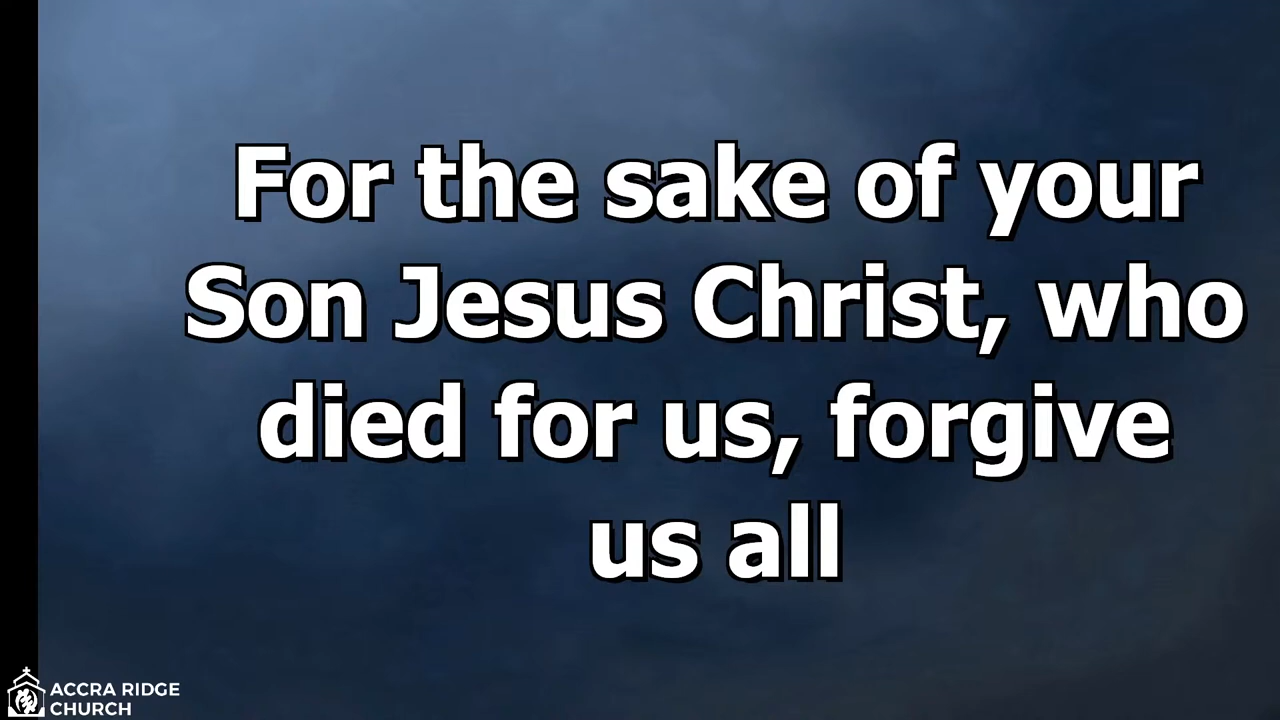 For the sake of your
Son Jesus Christ, who
died for us, forgive
us all
ACCRA RIDGE
CHURCH